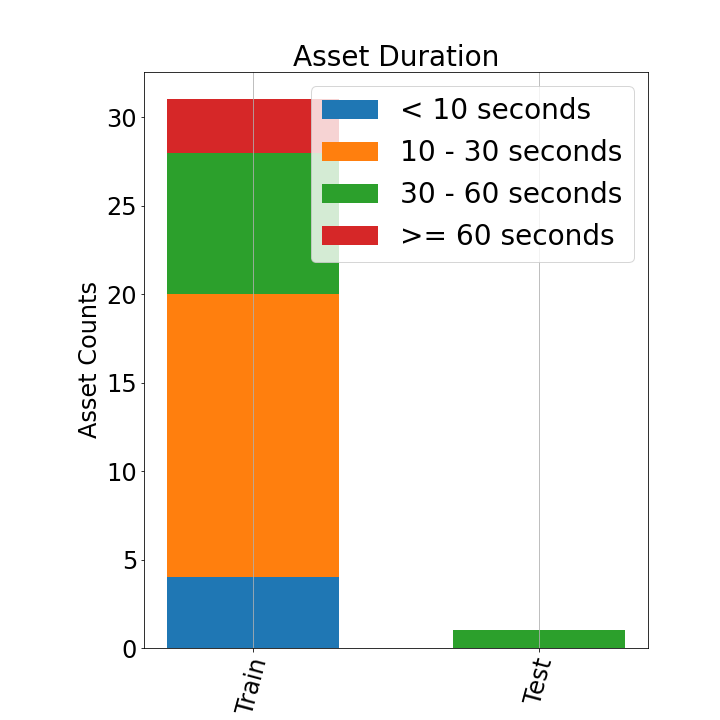 Asset Duration
< 10 seconds
10 - 30 seconds
30 - 60 seconds
>= 60 seconds
Asset Counts
30
25
20
15
10
5
0
Train
Test